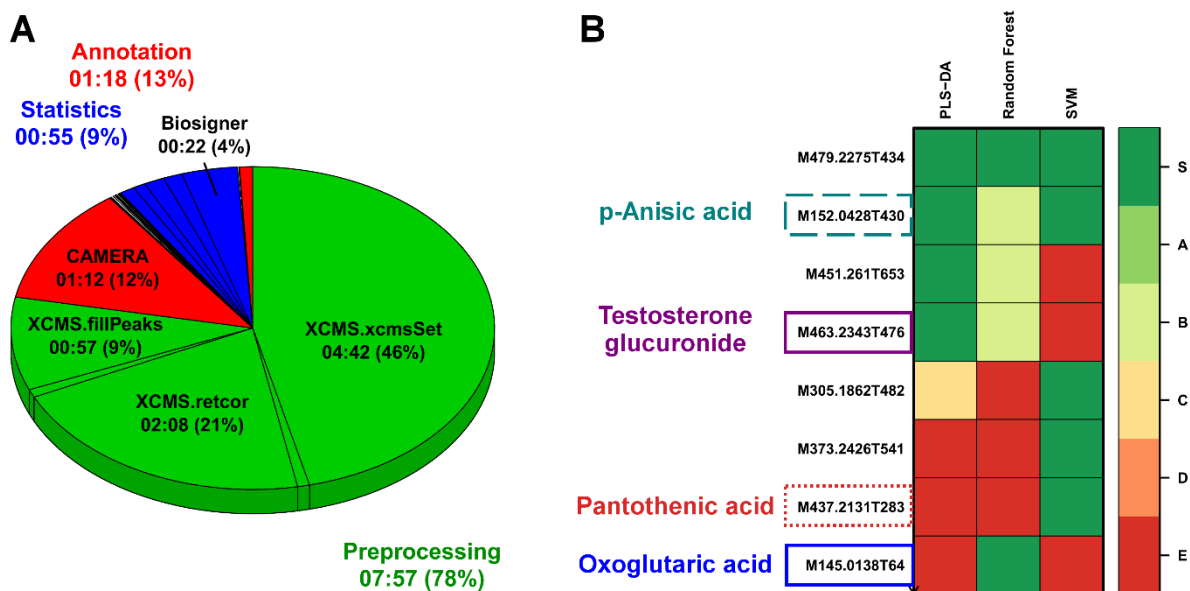 A
Annotation
01:18 (13%)
Statistics
00:55 (9%)
Biosigner
00:22 (4%)
CAMERA
01:12 (12%)
XCMS.fillPeaks
00:57 (9%)
XCMS.xcmsSet
04:42 (46%)
XCMS.retcor
02:08 (21%)
Preprocessing
07:57 (78%)
B
PLS-DA
Random Forest
SVM
M479.2275T434
p-Anisic acid
M152.0428T430
M451.261T653
Testosterone
glucuronide
M463.2343T476
M305.1862T482
M373.2426T541
Pantothenic acid
M437.2131T283
Oxoglutaric acid
M145.0138T64
S
A
B
C
D
E